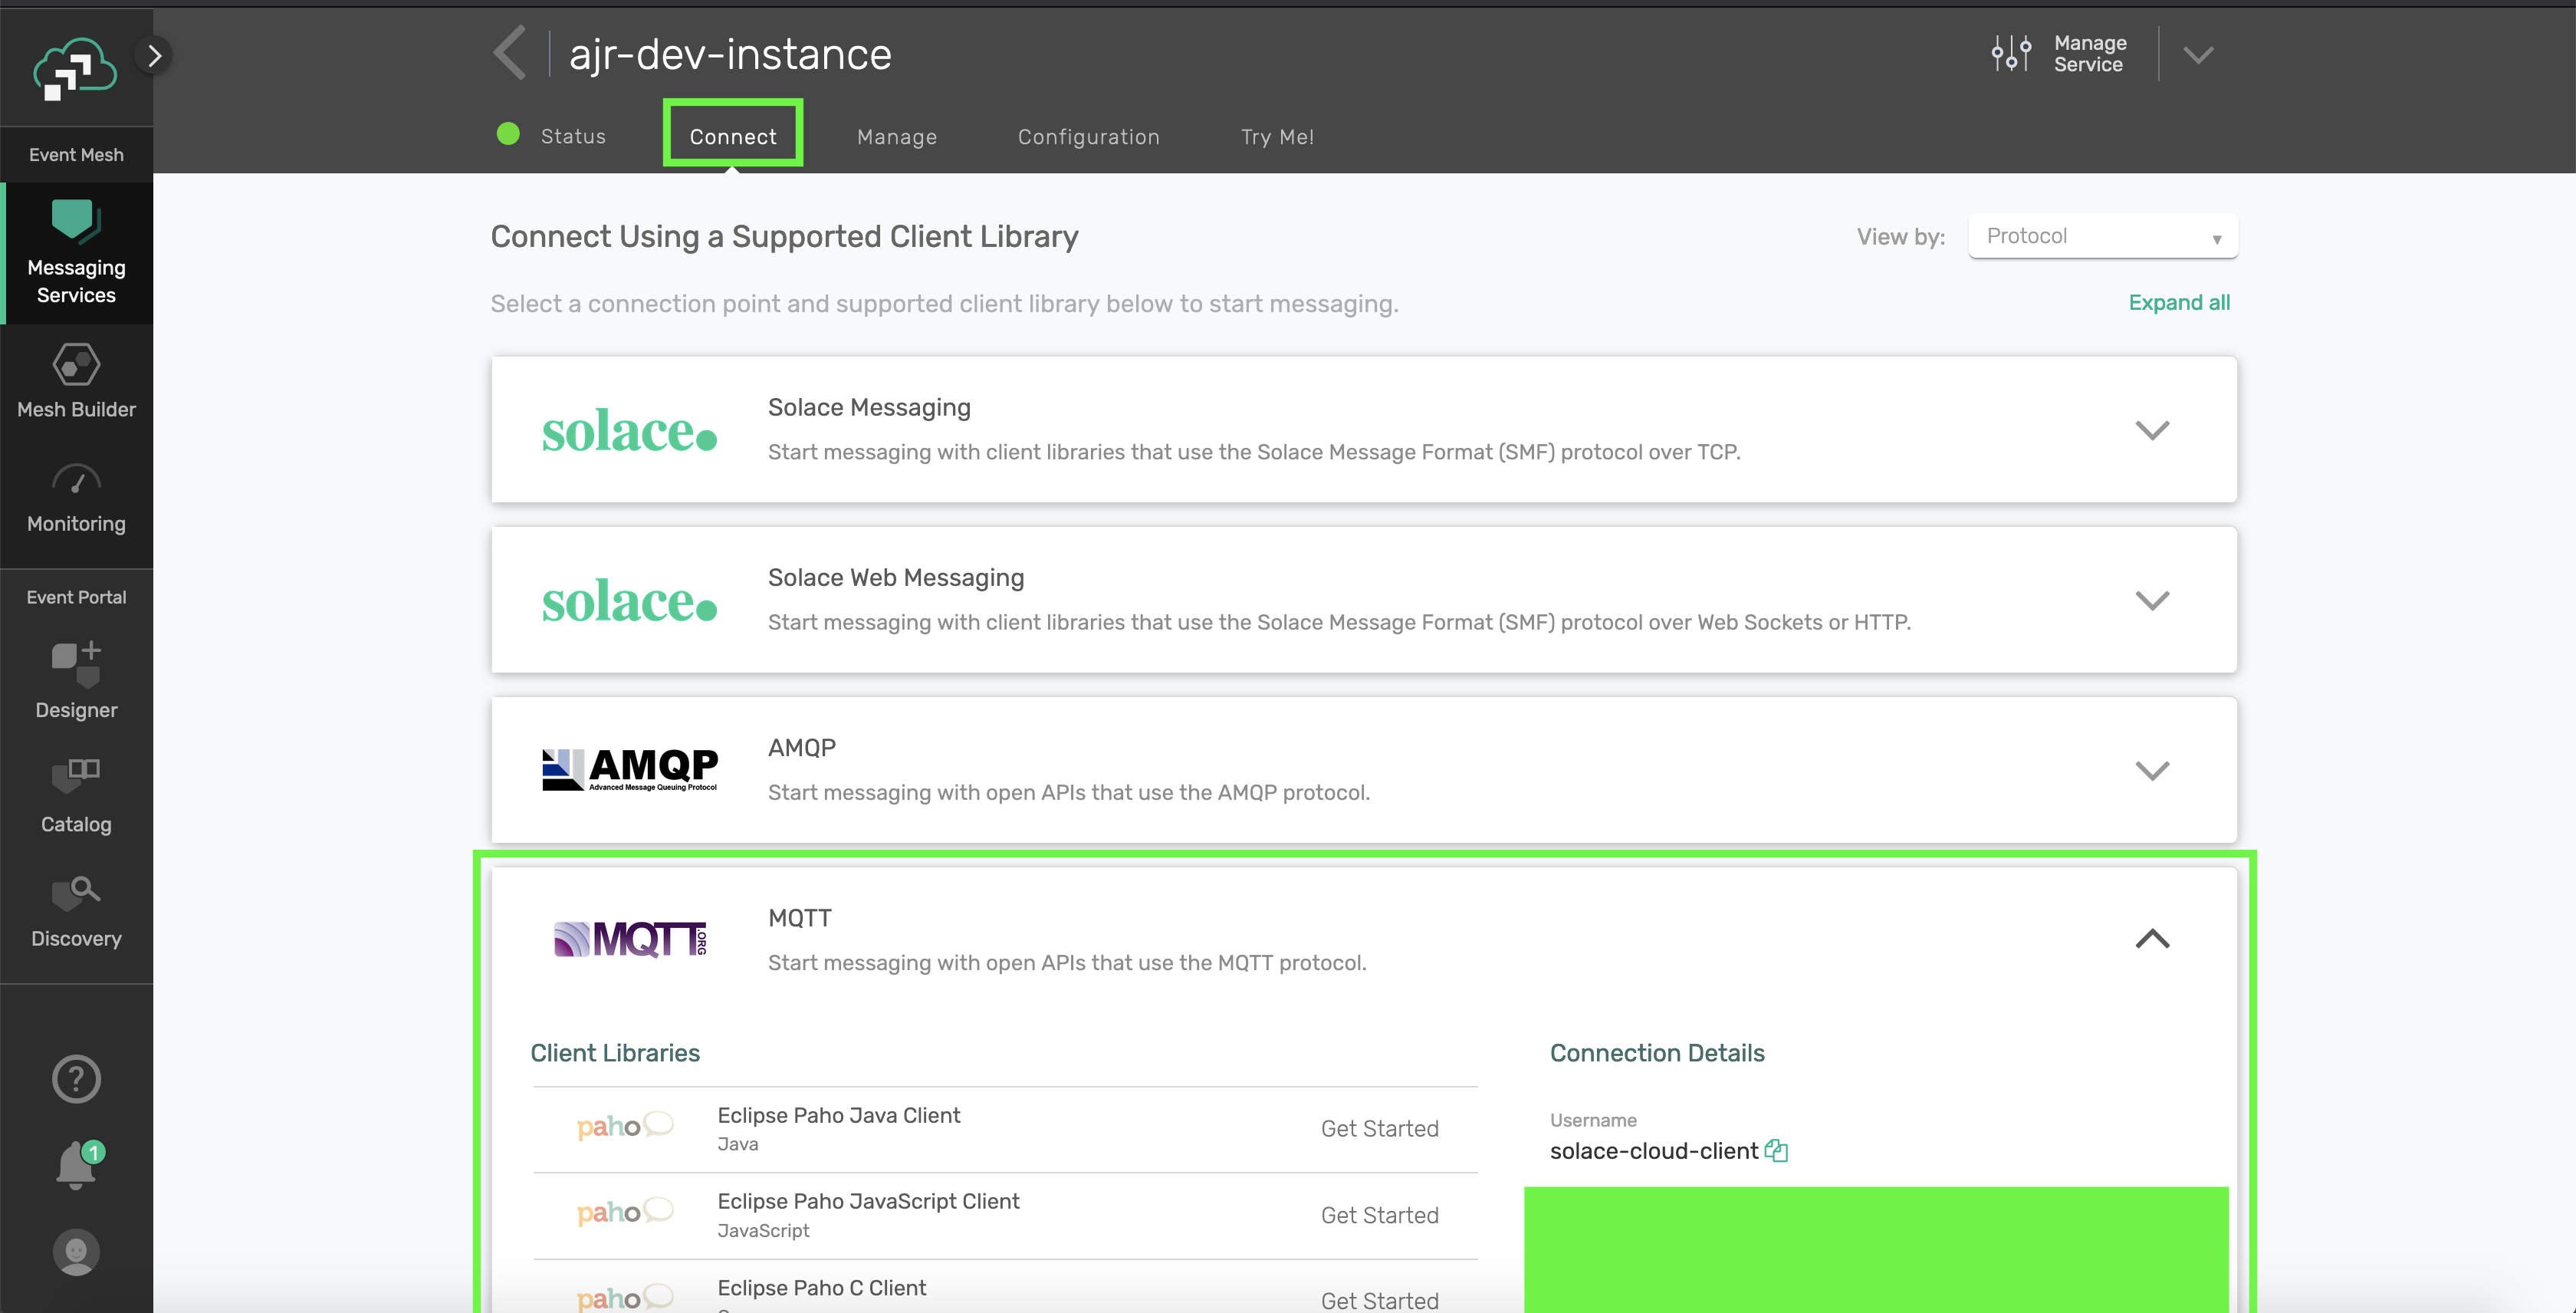 ajr-dev-instance
Manage
Service
Status
Connect
Manage
Configuration
Try Me!
Event Mesh
Messaging
Services
Mesh Builder
Monitoring
Event Portal
Designer
Catalog
Discovery
1
Connect Using a Supported Client Library
View by:
Protocol
Select a connection point and supported client library below to start messaging.
Expand all
solace.
Solace Messaging
Start messaging with client libraries that use the Solace Message Format (SMF) protocol over TCP.
solace.
Solace Web Messaging
Start messaging with client libraries that use the Solace Message Format (SMF) protocol over Web Sockets or HTTP.
AMQP
Advanced Message Queuing Protocol
AMQP
Start messaging with open APIs that use the AMQP protocol.
MQTT.ORG
MQTT
Start messaging with open APIs that use the MQTT protocol.
Client Libraries
paho
Eclipse Paho Java Client
Java
Get Started
paho
Eclipse Paho JavaScript Client
JavaScript
Get Started
paho
Eclipse Paho C Client
Get Started
Connection Details
Username
solace-cloud-client